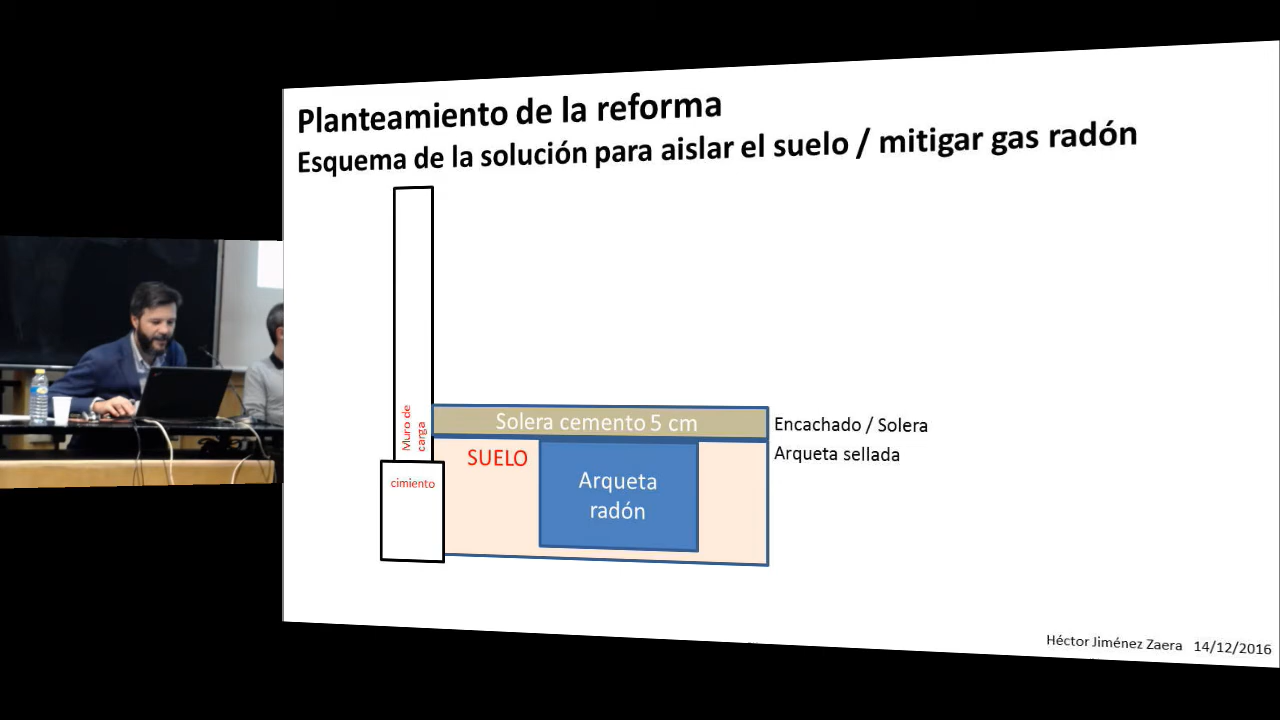 Planteamiento de la reforma
Esquema de la solución para aislar el suelo / mitigar gas radón
Muro de
carga
Solera cemento 5 cm
Encachado / Solera
SUELO
Arqueta sellada
cimiento
Arqueta
radón
Héctor Jiménez Zaera 14/12/2016